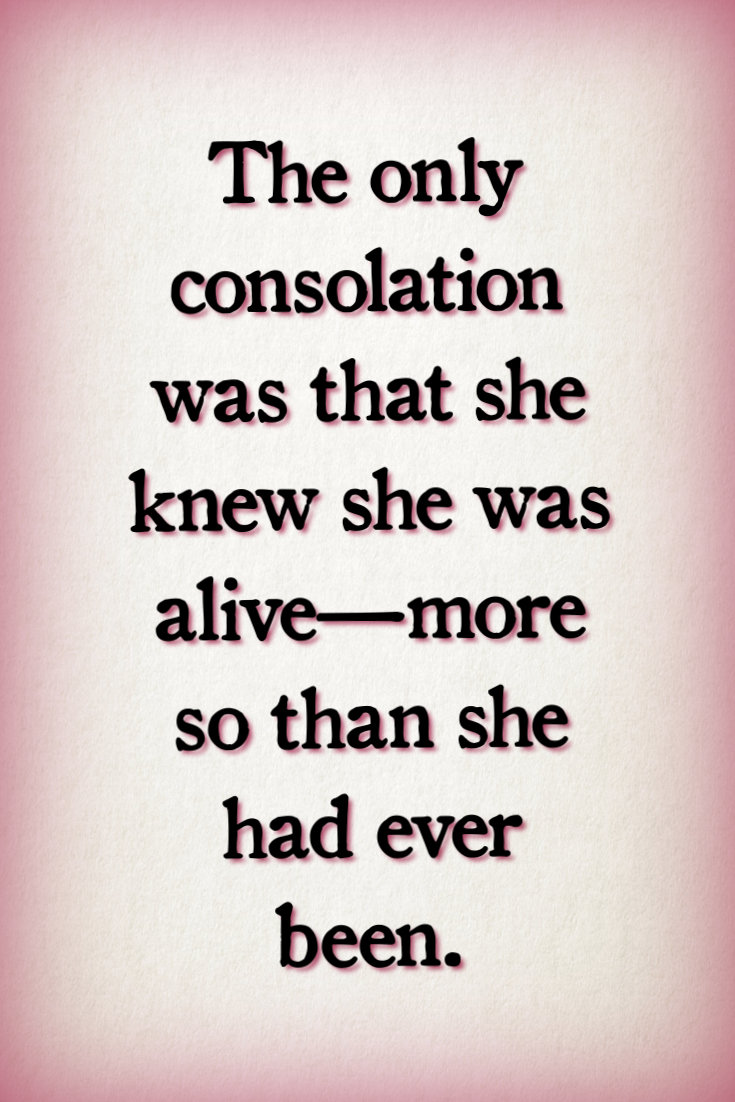 The only
consolation
was that she
knew she was
alive—more
so than she
had ever
been.